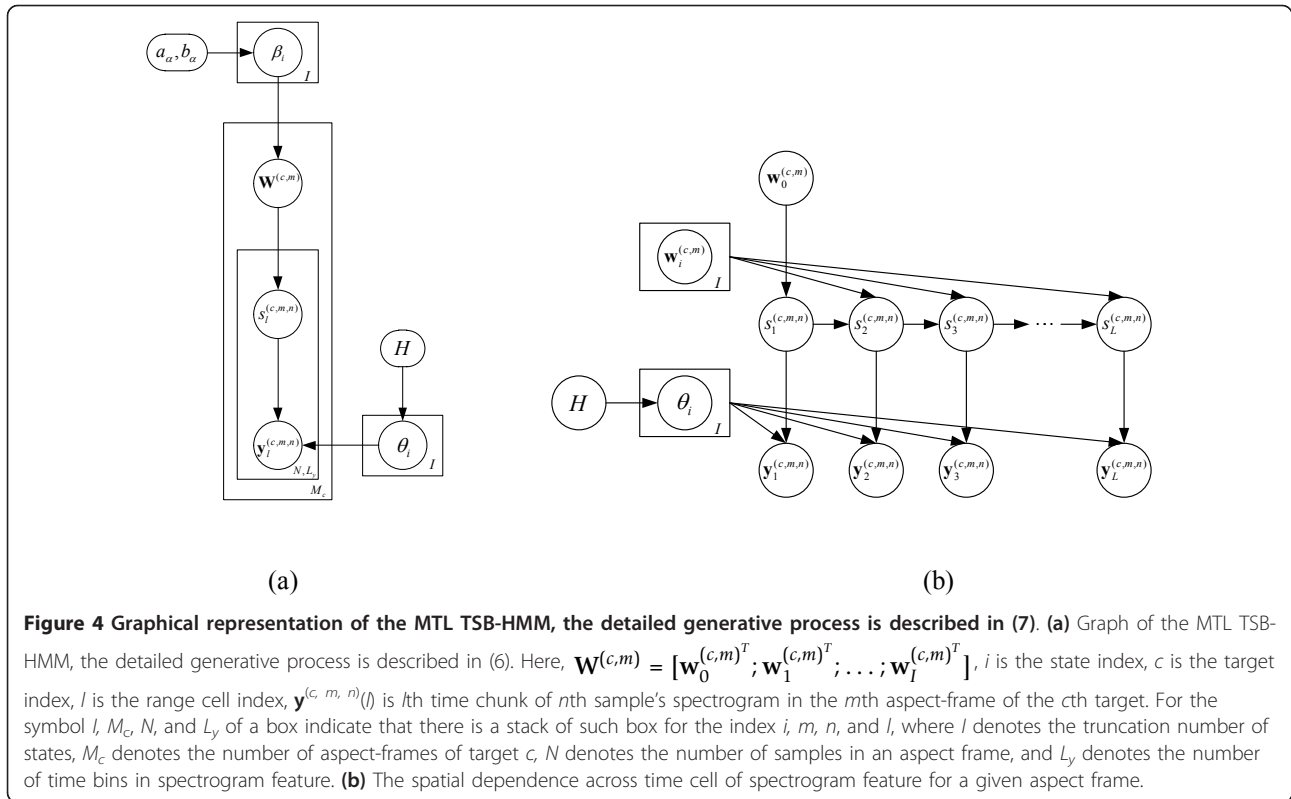 a_α, b_α
β_i
I
W^(c,m)
s_l^(c,m,n)
H
y_l^(c,m,n)
N, L_y
M_c
θ_i
I
(a)
w_0^(c,m)
w_i^(c,m)
I
s_1^(c,m,n) s_2^(c,m,n) s_3^(c,m,n) ... s_L^(c,m,n)
H
θ_i
I
y_1^(c,m,n) y_2^(c,m,n) y_3^(c,m,n) y_L^(c,m,n)
(b)
Figure 4 Graphical representation of the MTL TSB-HMM, the detailed generative process is described in (7). (a) Graph of the MTL TSB-
HMM, the detailed generative process is described in (6). Here, W^(c,m) = [w_0^(c,m)^T; w_1^(c,m)^T; . . . ; w_I^(c,m)^T], i is the state index, c is the target
index, l is the range cell index, y^(c, m, n)(l) is lth time chunk of nth sample's spectrogram in the mth aspect-frame of the cth target. For the
symbol I, M_c, N, and L_y of a box indicate that there is a stack of such box for the index i, m, n, and l, where I denotes the truncation number of
states, M_c denotes the number of aspect-frames of target c, N denotes the number of samples in an aspect frame, and L_y denotes the number
of time bins in spectrogram feature. (b) The spatial dependence across time cell of spectrogram feature for a given aspect frame.